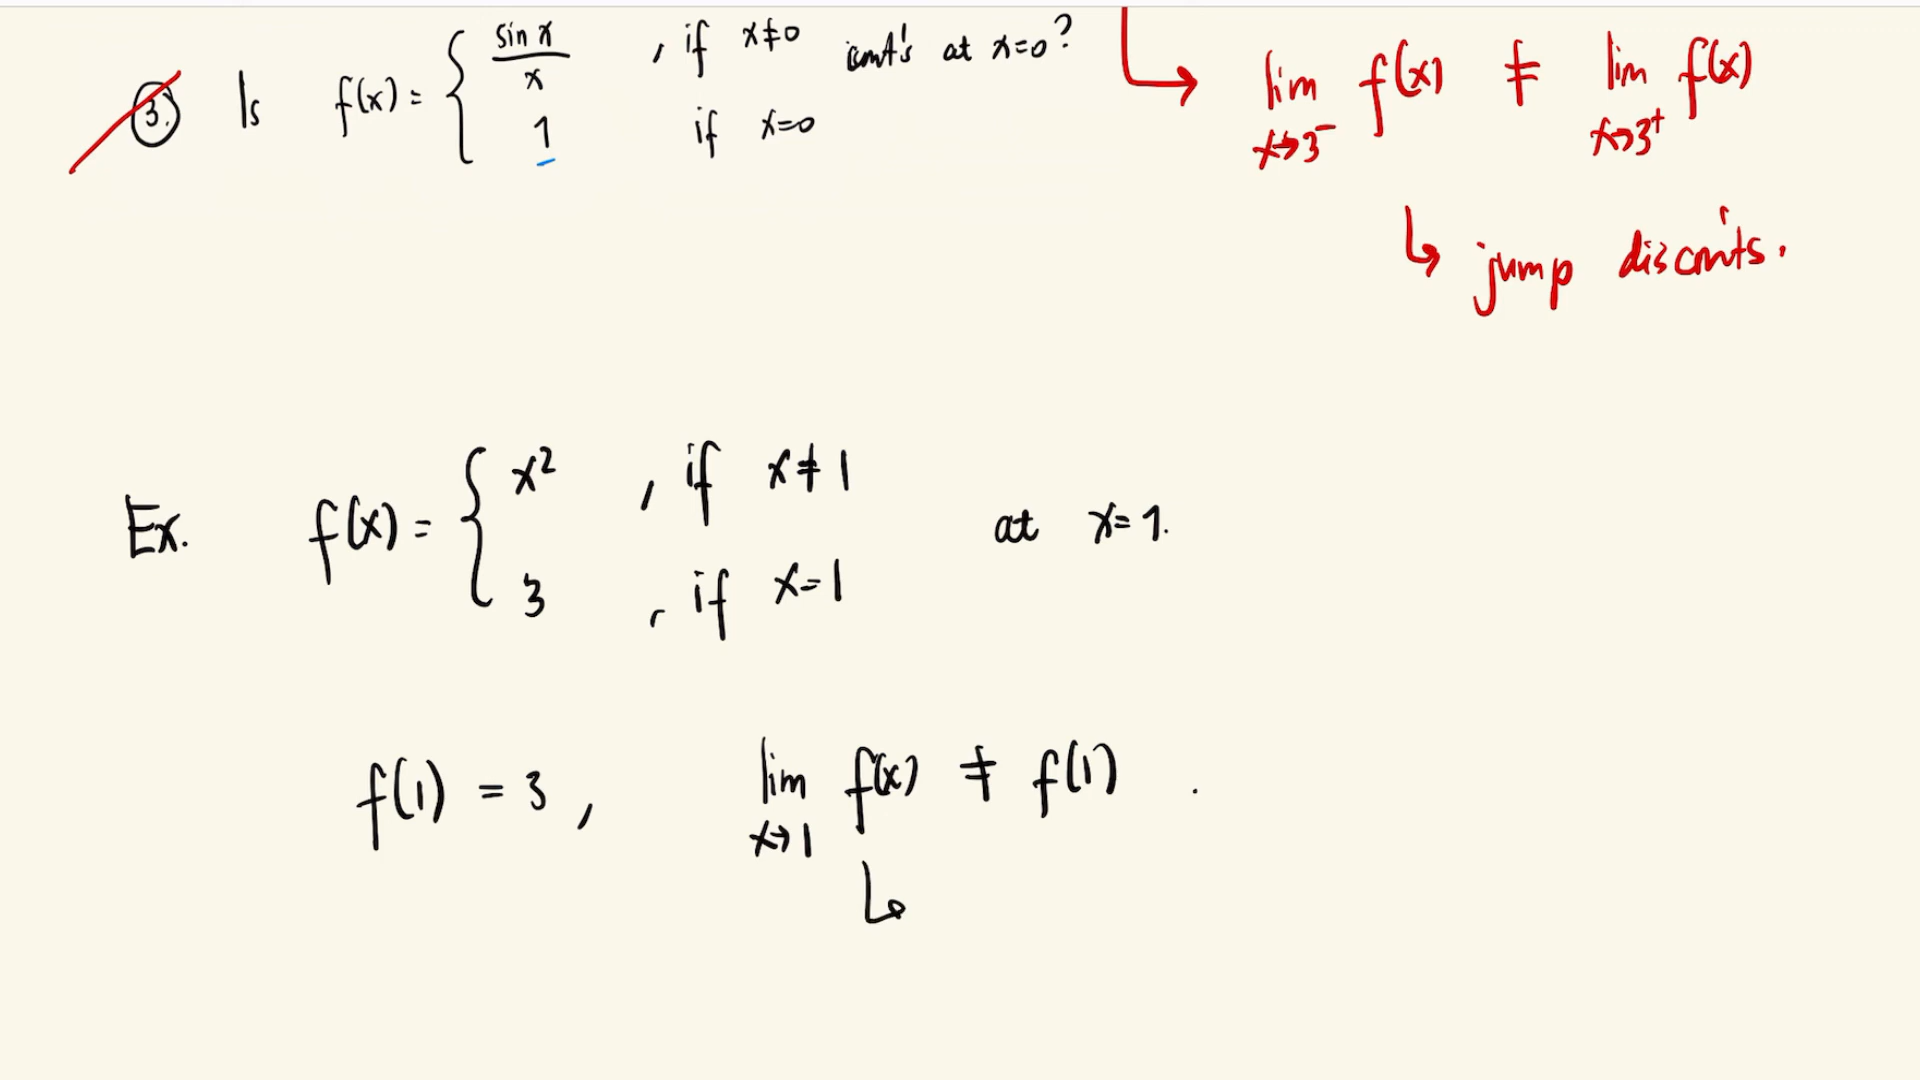 3. Is f(x) = { sin x / x , if x≠0 cont's at x=0?
1 if x=0
lim f(x) ≠ lim f(x)
x→3⁻ x→3⁺
↳ jump discont's.
Ex. f(x) = { x² , if x≠1 at x=1.
3 , if x=1
f(1) = 3 , lim f(x) ≠ f(1) .
x→1
↳